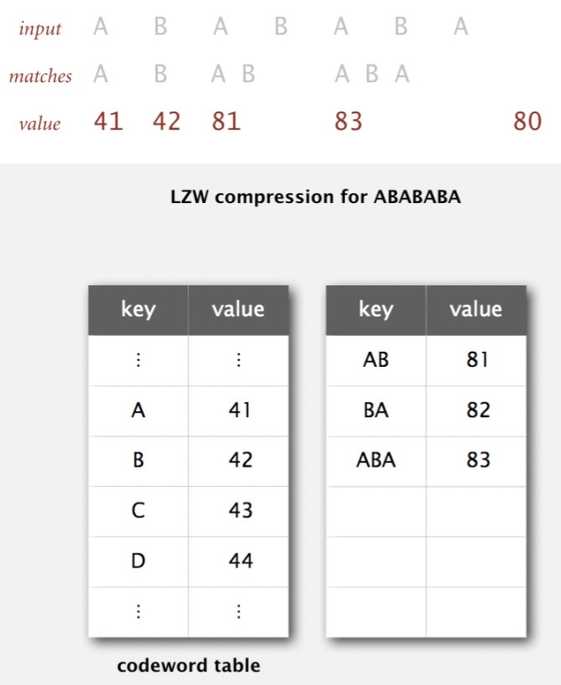 input A B A B A B A
matches A B A B A B A
value 41 42 81 83 80
LZW compression for ABABABA
key value key value
⋮ ⋮ AB 81
A 41 BA 82
B 42 ABA 83
C 43
D 44
⋮ ⋮
codeword table